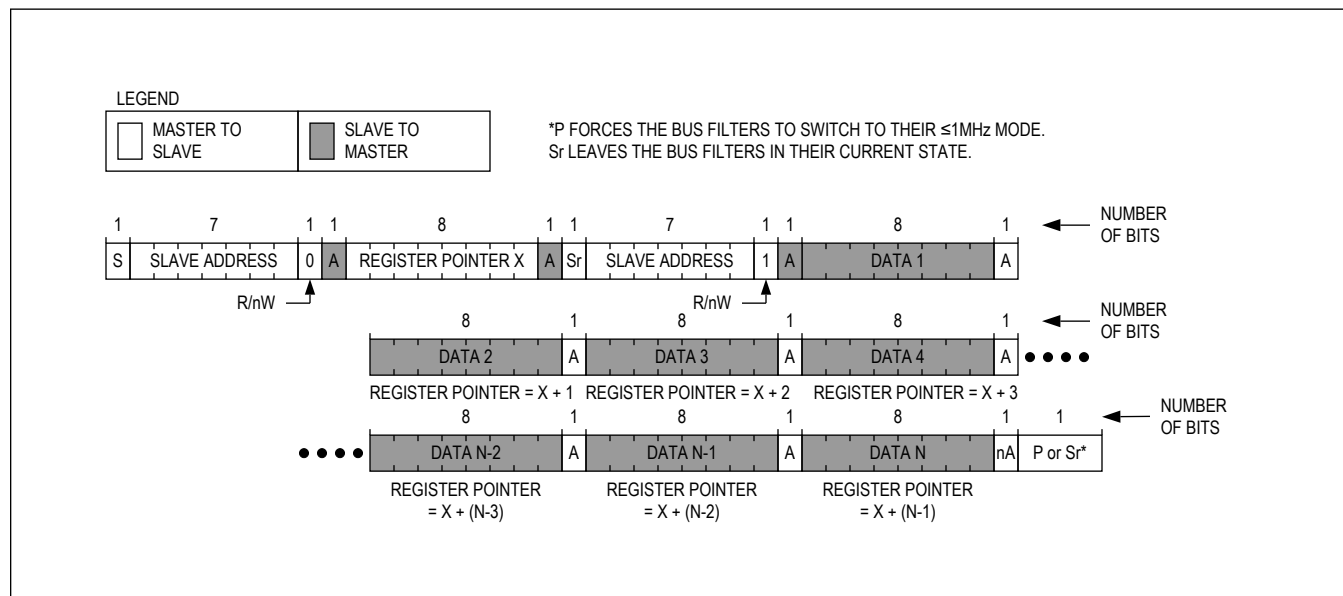 LEGEND
MASTER TO SLAVE
SLAVE TO MASTER
*P FORCES THE BUS FILTERS TO SWITCH TO THEIR ≤1MHz MODE.
Sr LEAVES THE BUS FILTERS IN THEIR CURRENT STATE.
1 7 1 1 8 1 1 7 1 1 8 1 NUMBER OF BITS
S SLAVE ADDRESS 0 A REGISTER POINTER X A Sr SLAVE ADDRESS 1 A DATA 1 A
R/nW R/nW
8 1 8 1 8 1 NUMBER OF BITS
DATA 2 A DATA 3 A DATA 4 A
REGISTER POINTER = X + 1 REGISTER POINTER = X + 2 REGISTER POINTER = X + 3
8 1 8 1 8 1 1 NUMBER OF BITS
DATA N-2 A DATA N-1 A DATA N nA P or Sr*
REGISTER POINTER REGISTER POINTER REGISTER POINTER
= X + (N-3) = X + (N-2) = X + (N-1)